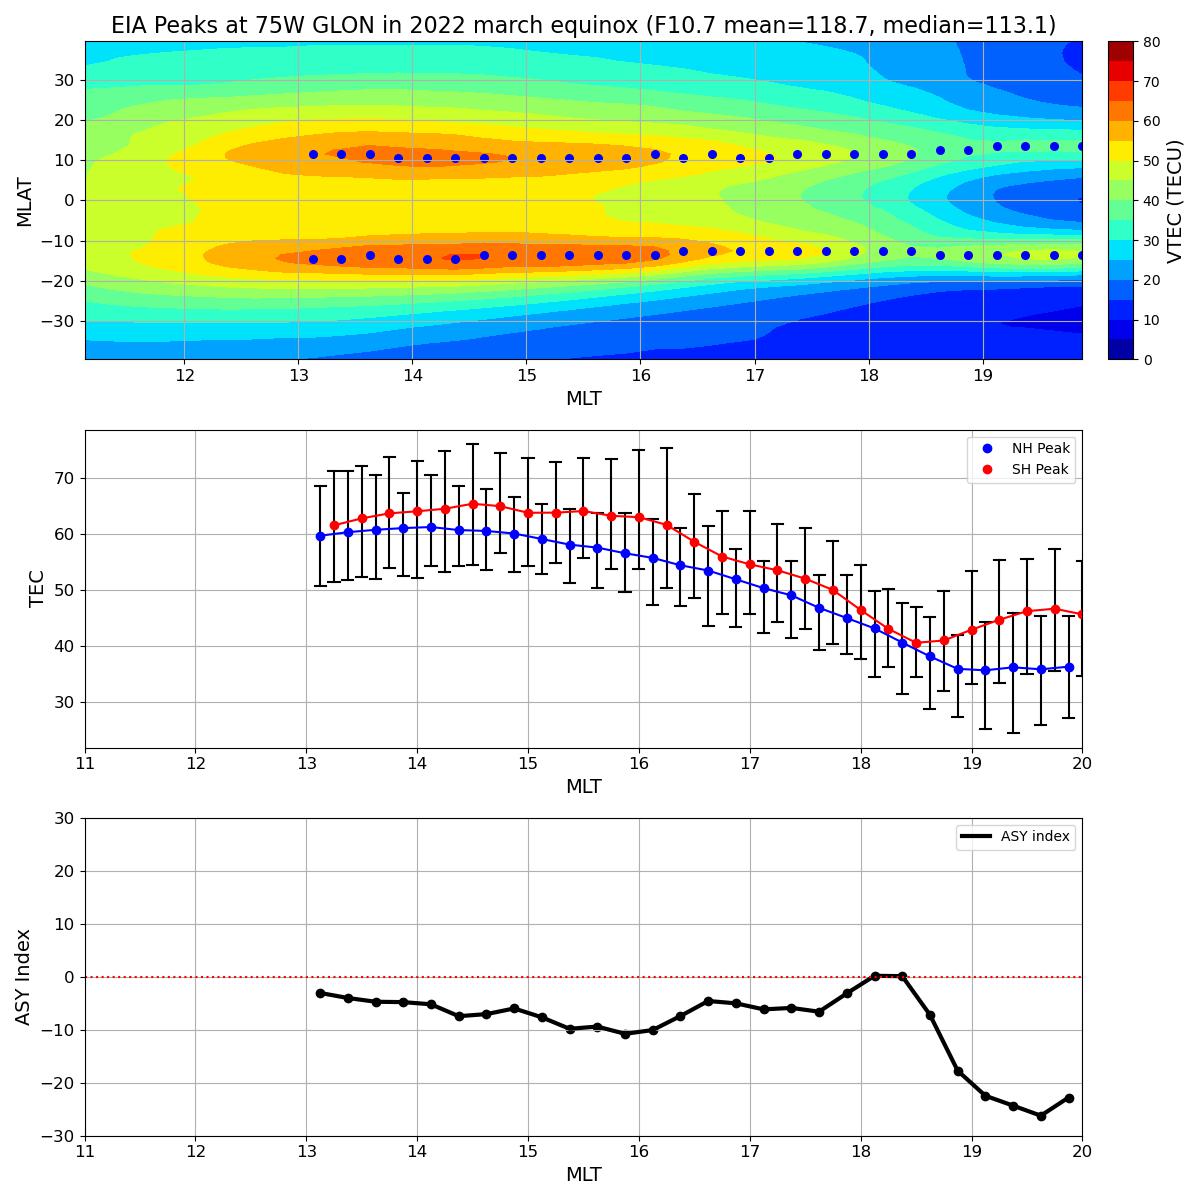 EIA Peaks at 75W GLON in 2022 march equinox (F10.7 mean=118.7, median=113.1)
30
20
10
0
−10
−20
−30
MLAT
12 13 14 15 16 17 18 19
MLT
80
70
60
50
40
30
20
10
0
VTEC (TECU)
NH Peak
SH Peak
70
60
50
40
30
TEC
11 12 13 14 15 16 17 18 19 20
MLT
ASY index
30
20
10
0
−10
−20
−30
ASY Index
11 12 13 14 15 16 17 18 19 20
MLT